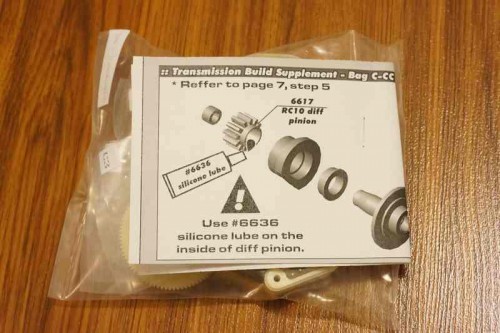 :: Transmission Build Supplement - Bag C-CC
* Reffer to page 7, step 5
6617
RC10 diff
pinion
#6636
silicone lube
!
Use #6636
silicone lube on the
inside of diff pinion.